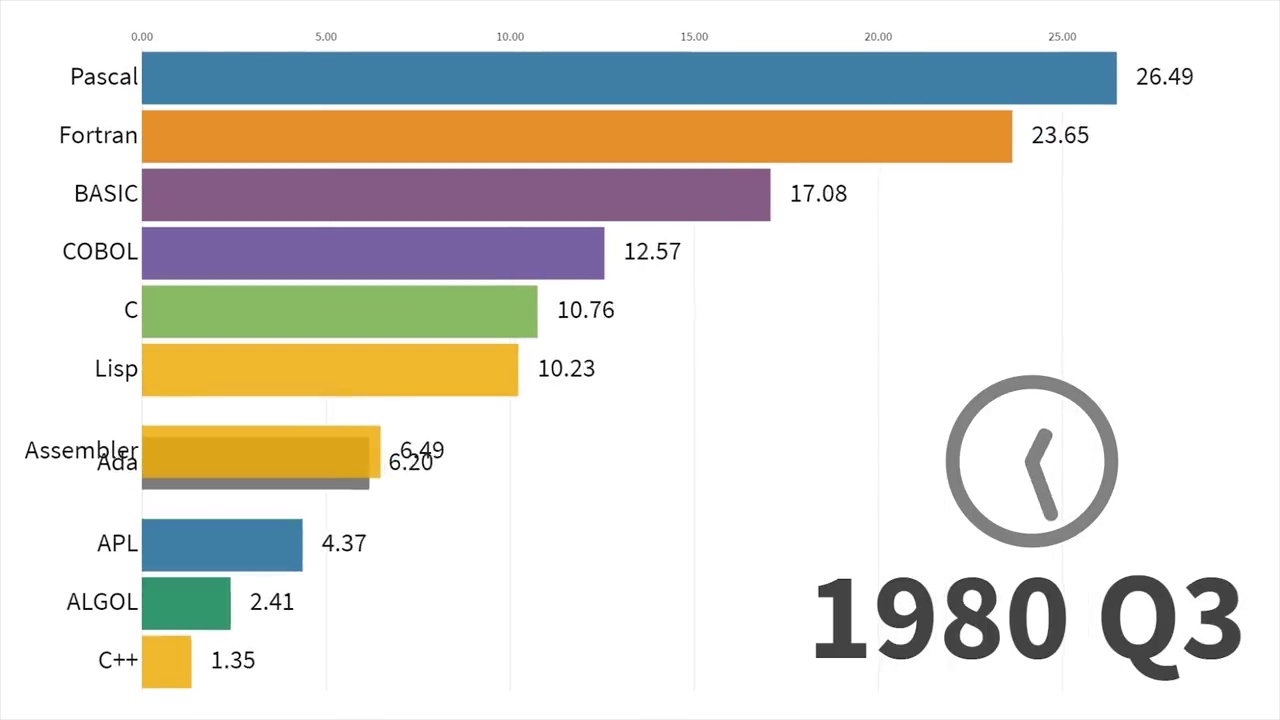 0.00 5.00 10.00 15.00 20.00 25.00
Pascal 26.49
Fortran 23.65
BASIC 17.08
COBOL 12.57
C 10.76
Lisp 10.23
Assembler 6.49
Ada 6.20
APL 4.37
ALGOL 2.41
C++ 1.35
1980 Q3